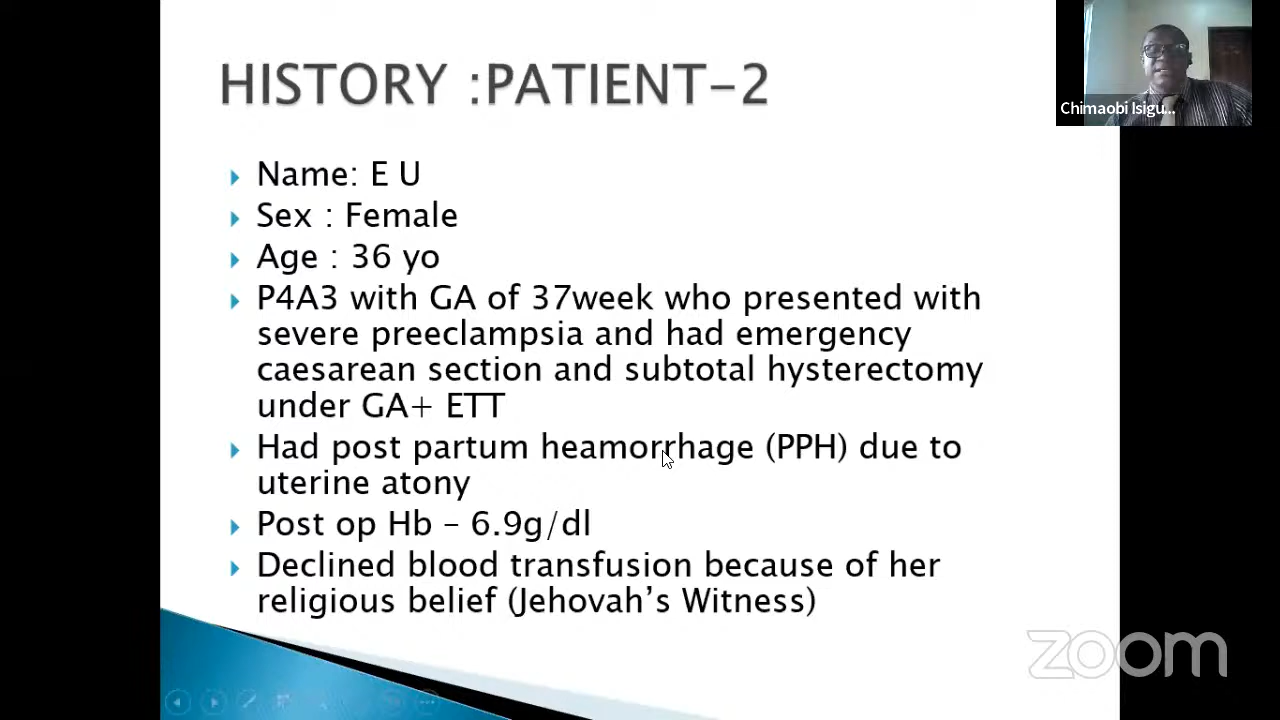 HISTORY :PATIENT-2
Chimaobi Isigu...
Name: E U
Sex : Female
Age : 36 yo
P4A3 with GA of 37week who presented with
severe preeclampsia and had emergency
caesarean section and subtotal hysterectomy
under GA+ ETT
Had post partum heamorrhage (PPH) due to
uterine atony
Post op Hb – 6.9g/dl
Declined blood transfusion because of her
religious belief (Jehovah's Witness)
zoom